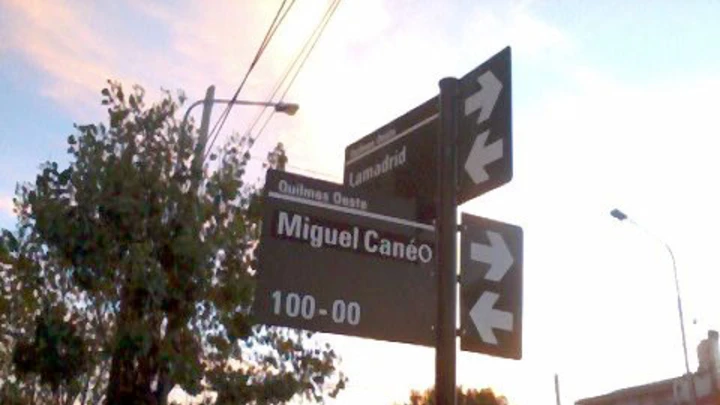 Quilmes Oeste
Lamadrid
Quilmes Oeste
Miguel Canéo
100-00